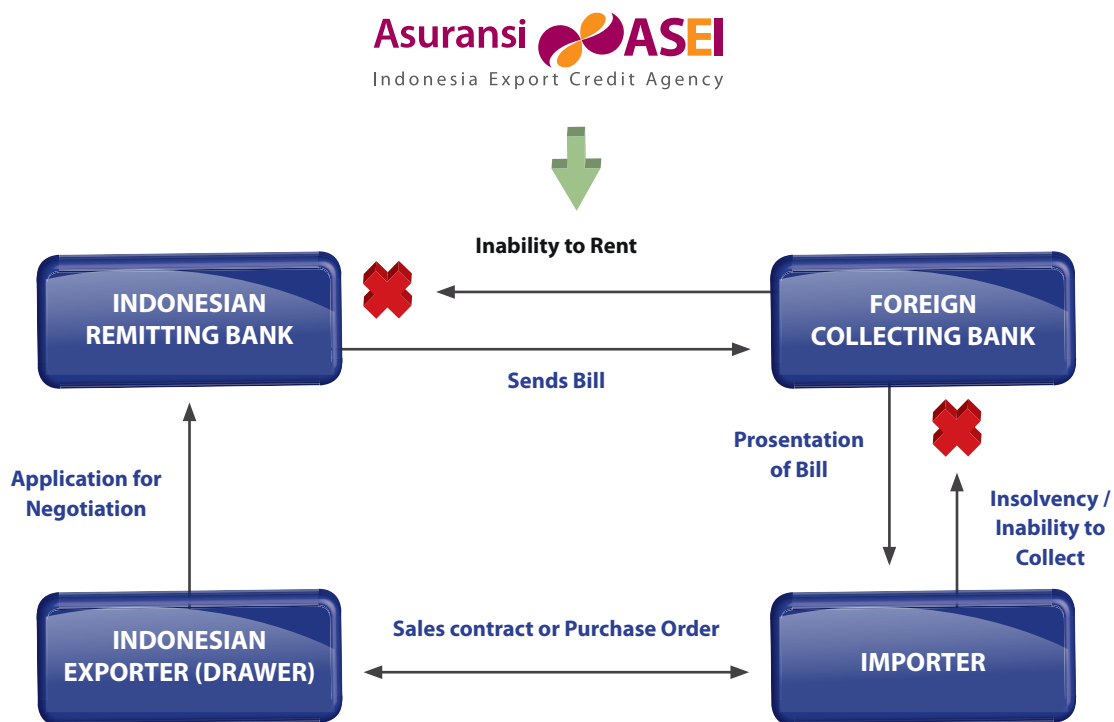 Asuransi ASEI
Indonesia Export Credit Agency
Inability to Rent
INDONESIAN
REMITTING BANK
FOREIGN
COLLECTING BANK
Sends Bill
Prosentation
of Bill
Application for
Negotiation
Insolvency /
Inability to
Collect
Sales contract or Purchase Order
INDONESIAN
EXPORTER (DRAWER)
IMPORTER